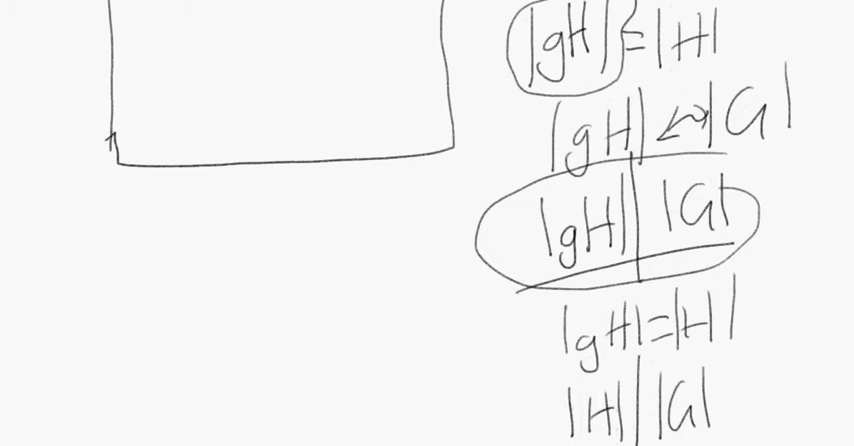 |gH| = |H|
|gH| ↔ |G|
|gH| | |G|
|gH| = |H|
|H| | |G|